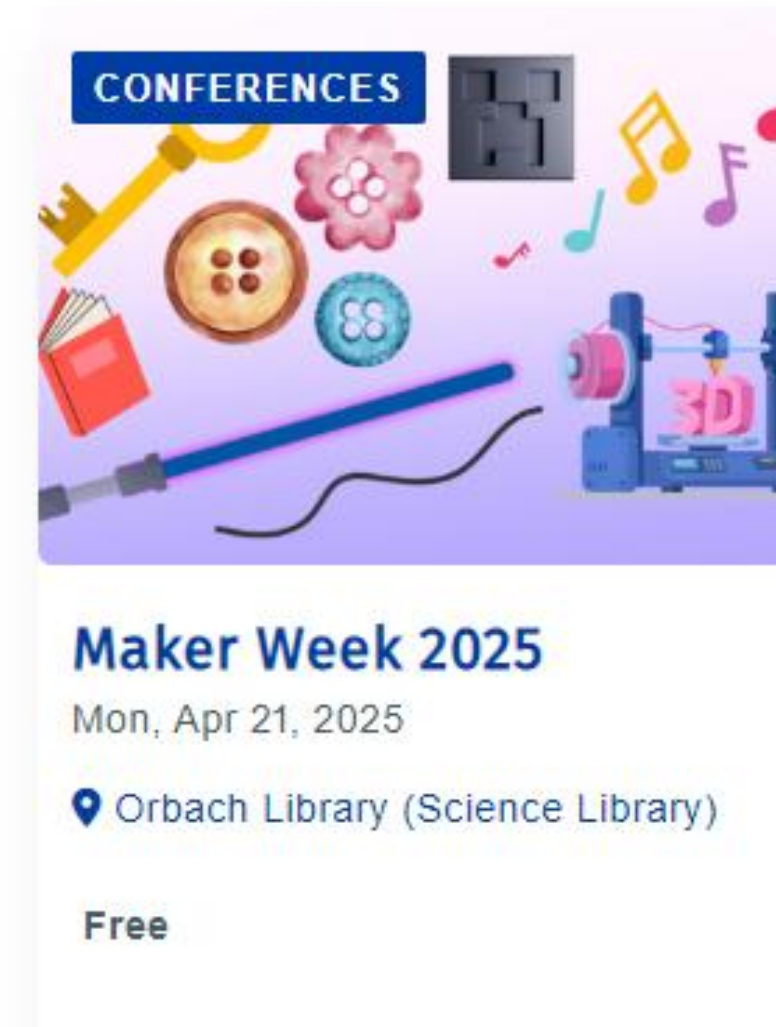 CONFERENCES
3D
Maker Week 2025
Mon, Apr 21, 2025
Orbach Library (Science Library)
Free